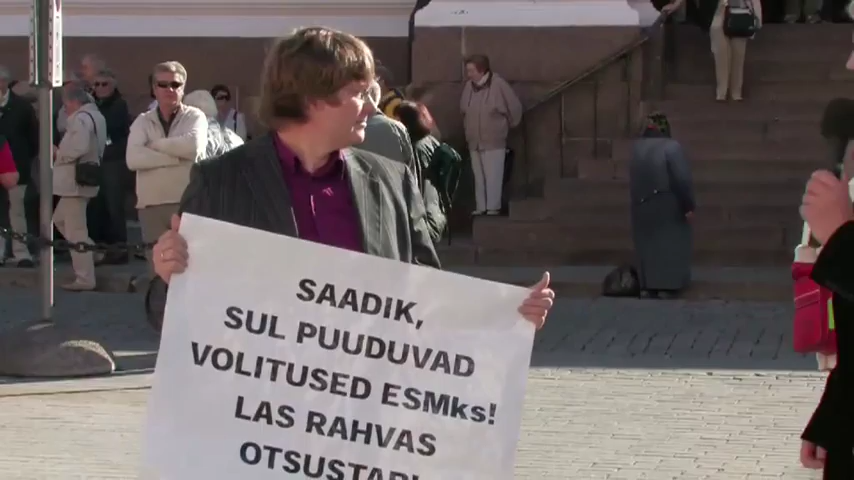 SAADIK,
SUL PUUDUVAD
VOLITUSED ESMks!
LAS RAHVAS